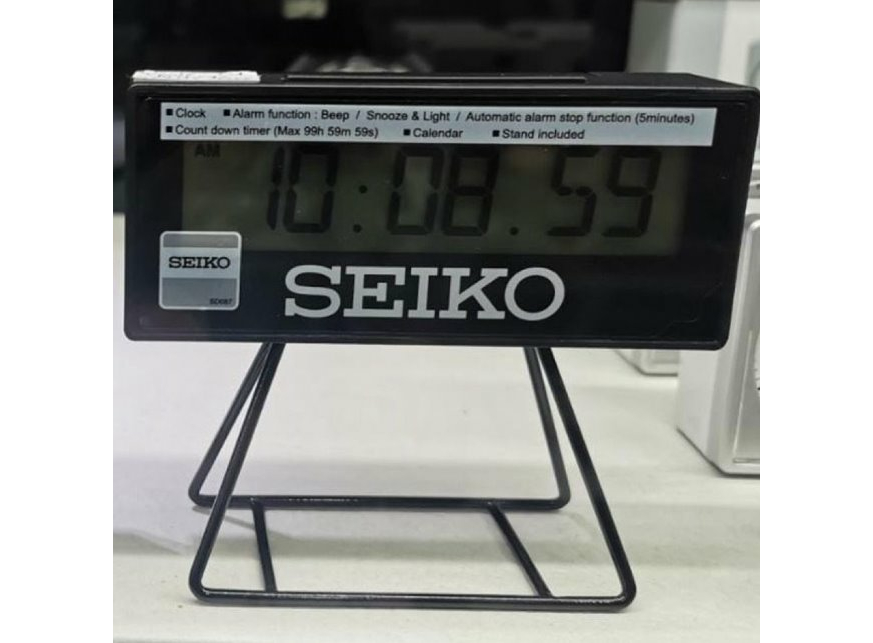 ■ Clock ■ Alarm function : Beep / Snooze & Light / Automatic alarm stop function (5minutes)
■ Count down timer (Max 99h 59m 59s) ■ Calendar ■ Stand included
AM
10:08.59
SEIKO
SEIKO